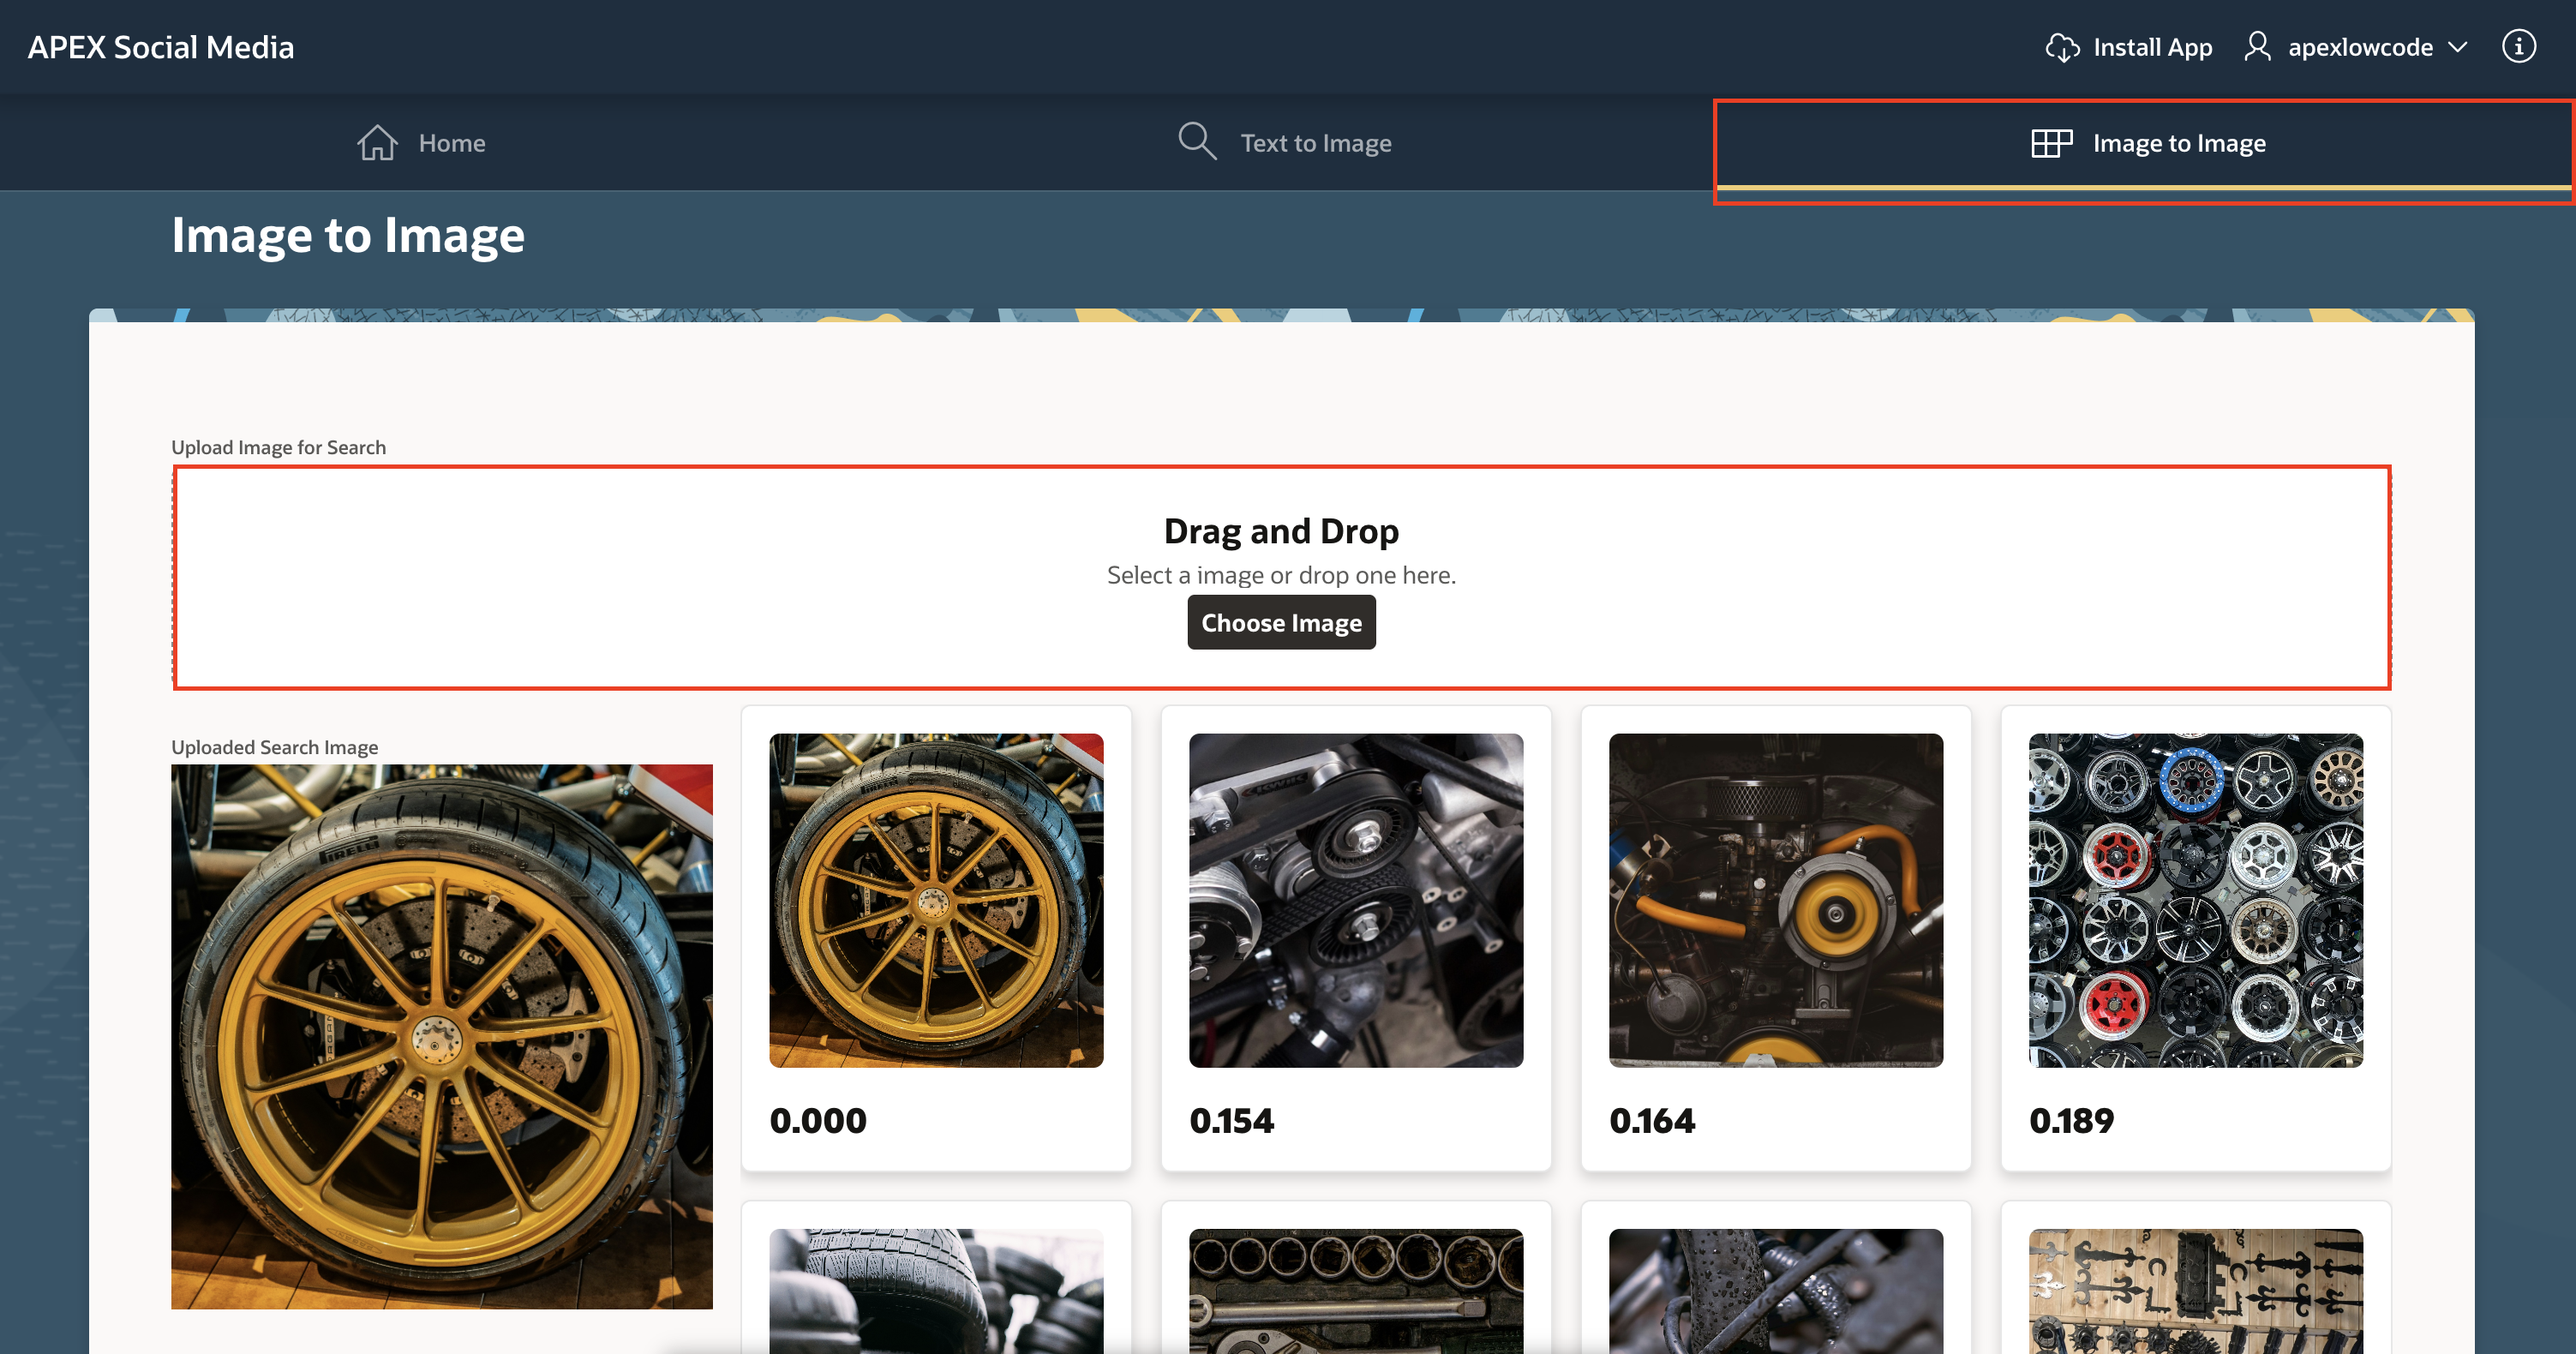 APEX Social Media
Install App
apexlowcode
Home
Text to Image
Image to Image
Image to Image
Upload Image for Search
Drag and Drop
Select a image or drop one here.
Choose Image
Uploaded Search Image
PIRELLI
0.000
0.154
0.164
0.189